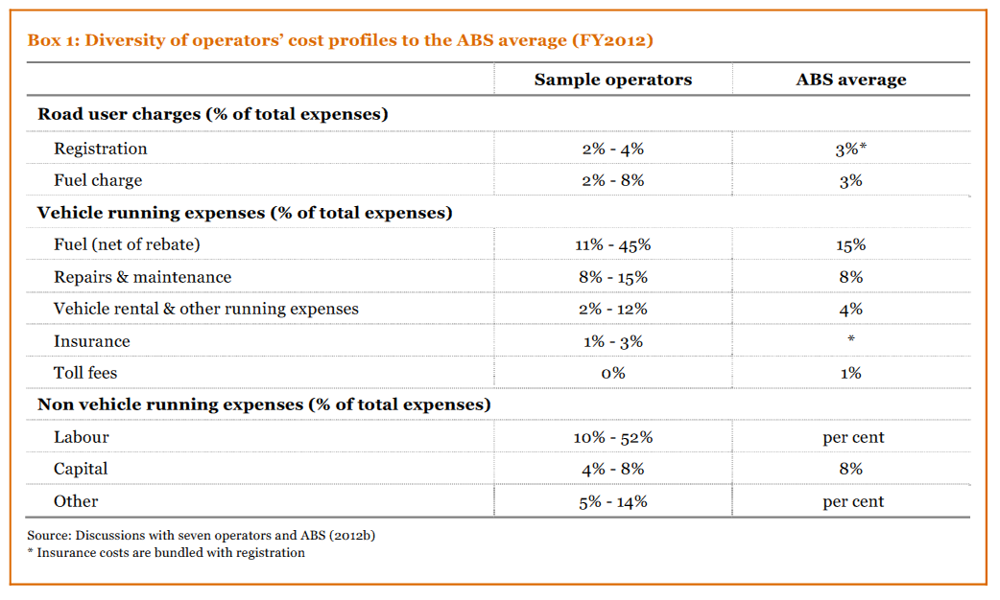 Box 1: Diversity of operators’ cost profiles to the ABS average (FY2012)
Sample operators ABS average
Road user charges (% of total expenses)
Registration 2% - 4% 3%*
Fuel charge 2% - 8% 3%
Vehicle running expenses (% of total expenses)
Fuel (net of rebate) 11% - 45% 15%
Repairs & maintenance 8% - 15% 8%
Vehicle rental & other running expenses 2% - 12% 4%
Insurance 1% - 3% *
Toll fees 0% 1%
Non vehicle running expenses (% of total expenses)
Labour 10% - 52% per cent
Capital 4% - 8% 8%
Other 5% - 14% per cent
Source: Discussions with seven operators and ABS (2012b)
* Insurance costs are bundled with registration